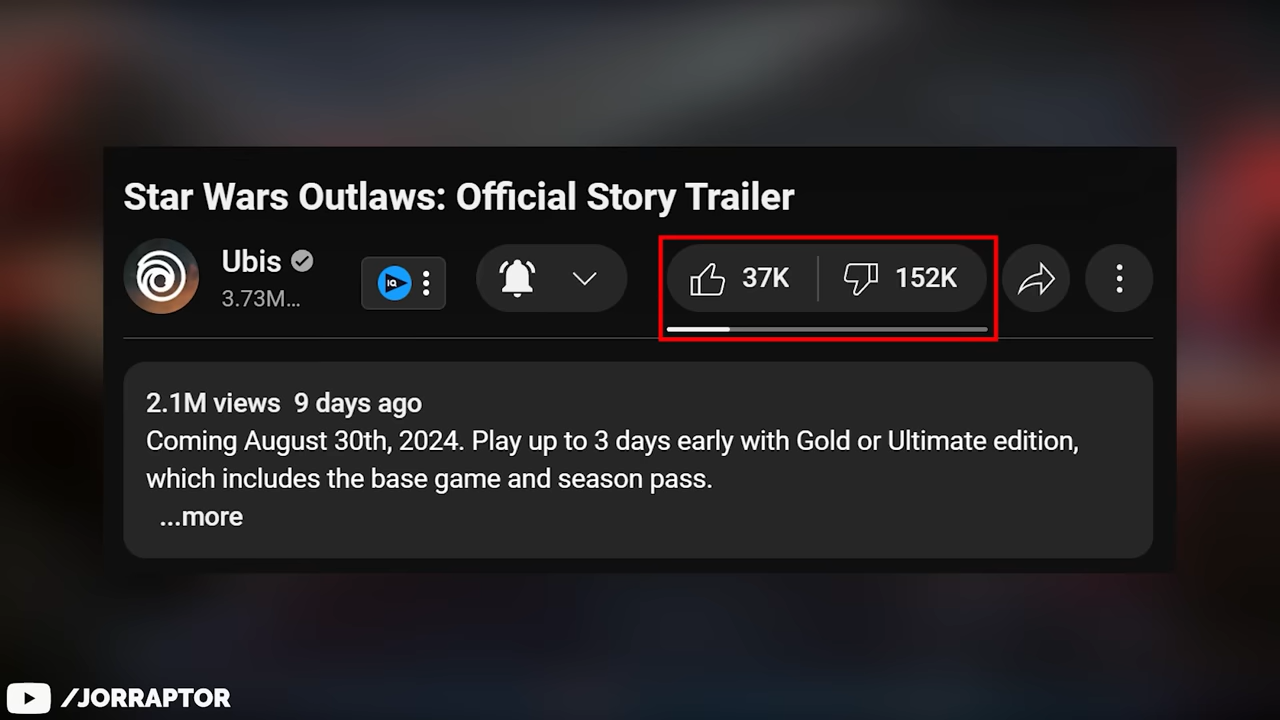 Star Wars Outlaws: Official Story Trailer
Ubis
3.73M...
IQ
37K
152K
2.1M views 9 days ago
Coming August 30th, 2024. Play up to 3 days early with Gold or Ultimate edition,
which includes the base game and season pass.
...more
/JORRAPTOR